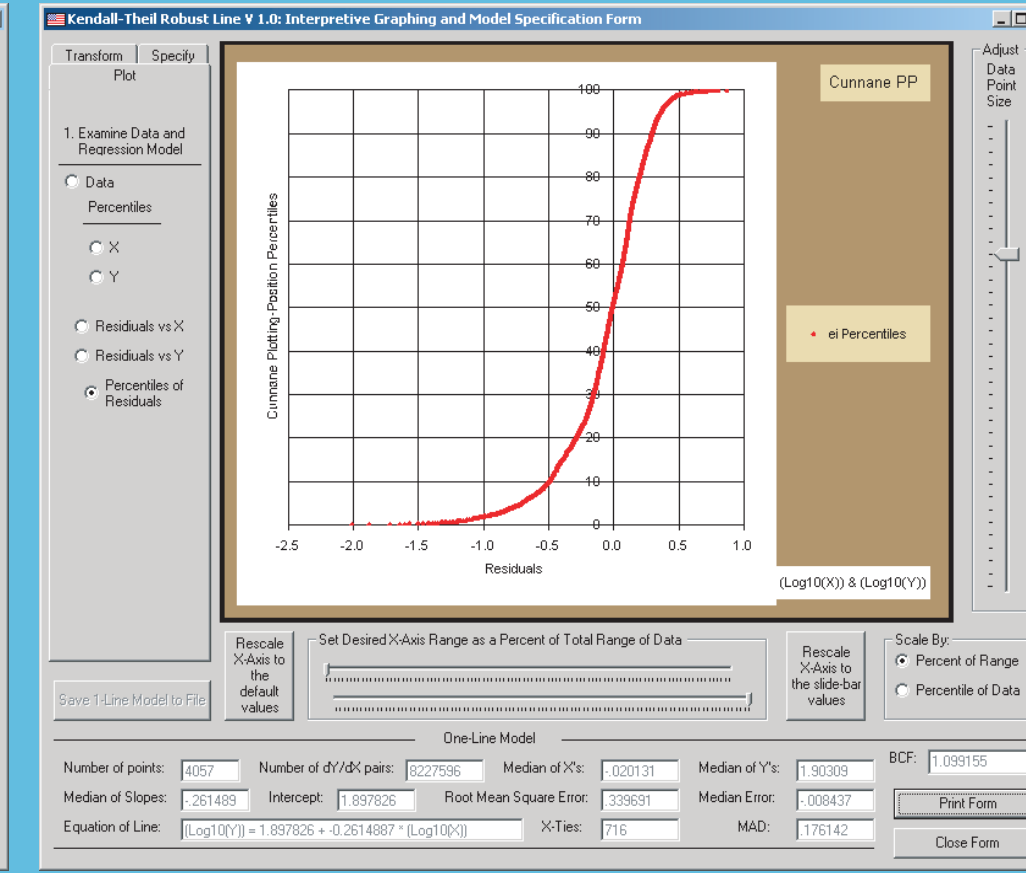 Kendall-Theil Robust Line V 1.0: Interpretive Graphing and Model Specification Form
Transform
Specify
Plot
1. Examine Data and
Regression Model
Data
Percentiles
X
Y
Residiuals vs X
Residiuals vs Y
Percentiles of
Residuals
Cunnane PP
Cunnane Plotting-Position Percentiles
100
90
80
70
60
50
40
30
20
10
0
-2.5
-2.0
-1.5
-1.0
-0.5
0.0
0.5
1.0
Residuals
ei Percentiles
(Log10(X)) & (Log10(Y))
Adjust
Data
Point
Size
Rescale
X-Axis to
the
default
values
Set Desired X-Axis Range as a Percent of Total Range of Data
Rescale
X-Axis to
the slide-bar
values
Scale By:
Percent of Range
Percentile of Data
Save 1-Line Model to File
One-Line Model
Number of points: 4057 Number of dY/dX pairs: 8227596 Median of X's: -.020131 Median of Y's: 1.90309 BCF: 1.099155
Median of Slopes: -.261489 Intercept: 1.897826 Root Mean Square Error: .339691 Median Error: -.008437 Print Form
Equation of Line: (Log10(Y)) = 1.897826 + -0.2614887 * (Log10(X)) X-Ties: 716 MAD: .176142 Close Form